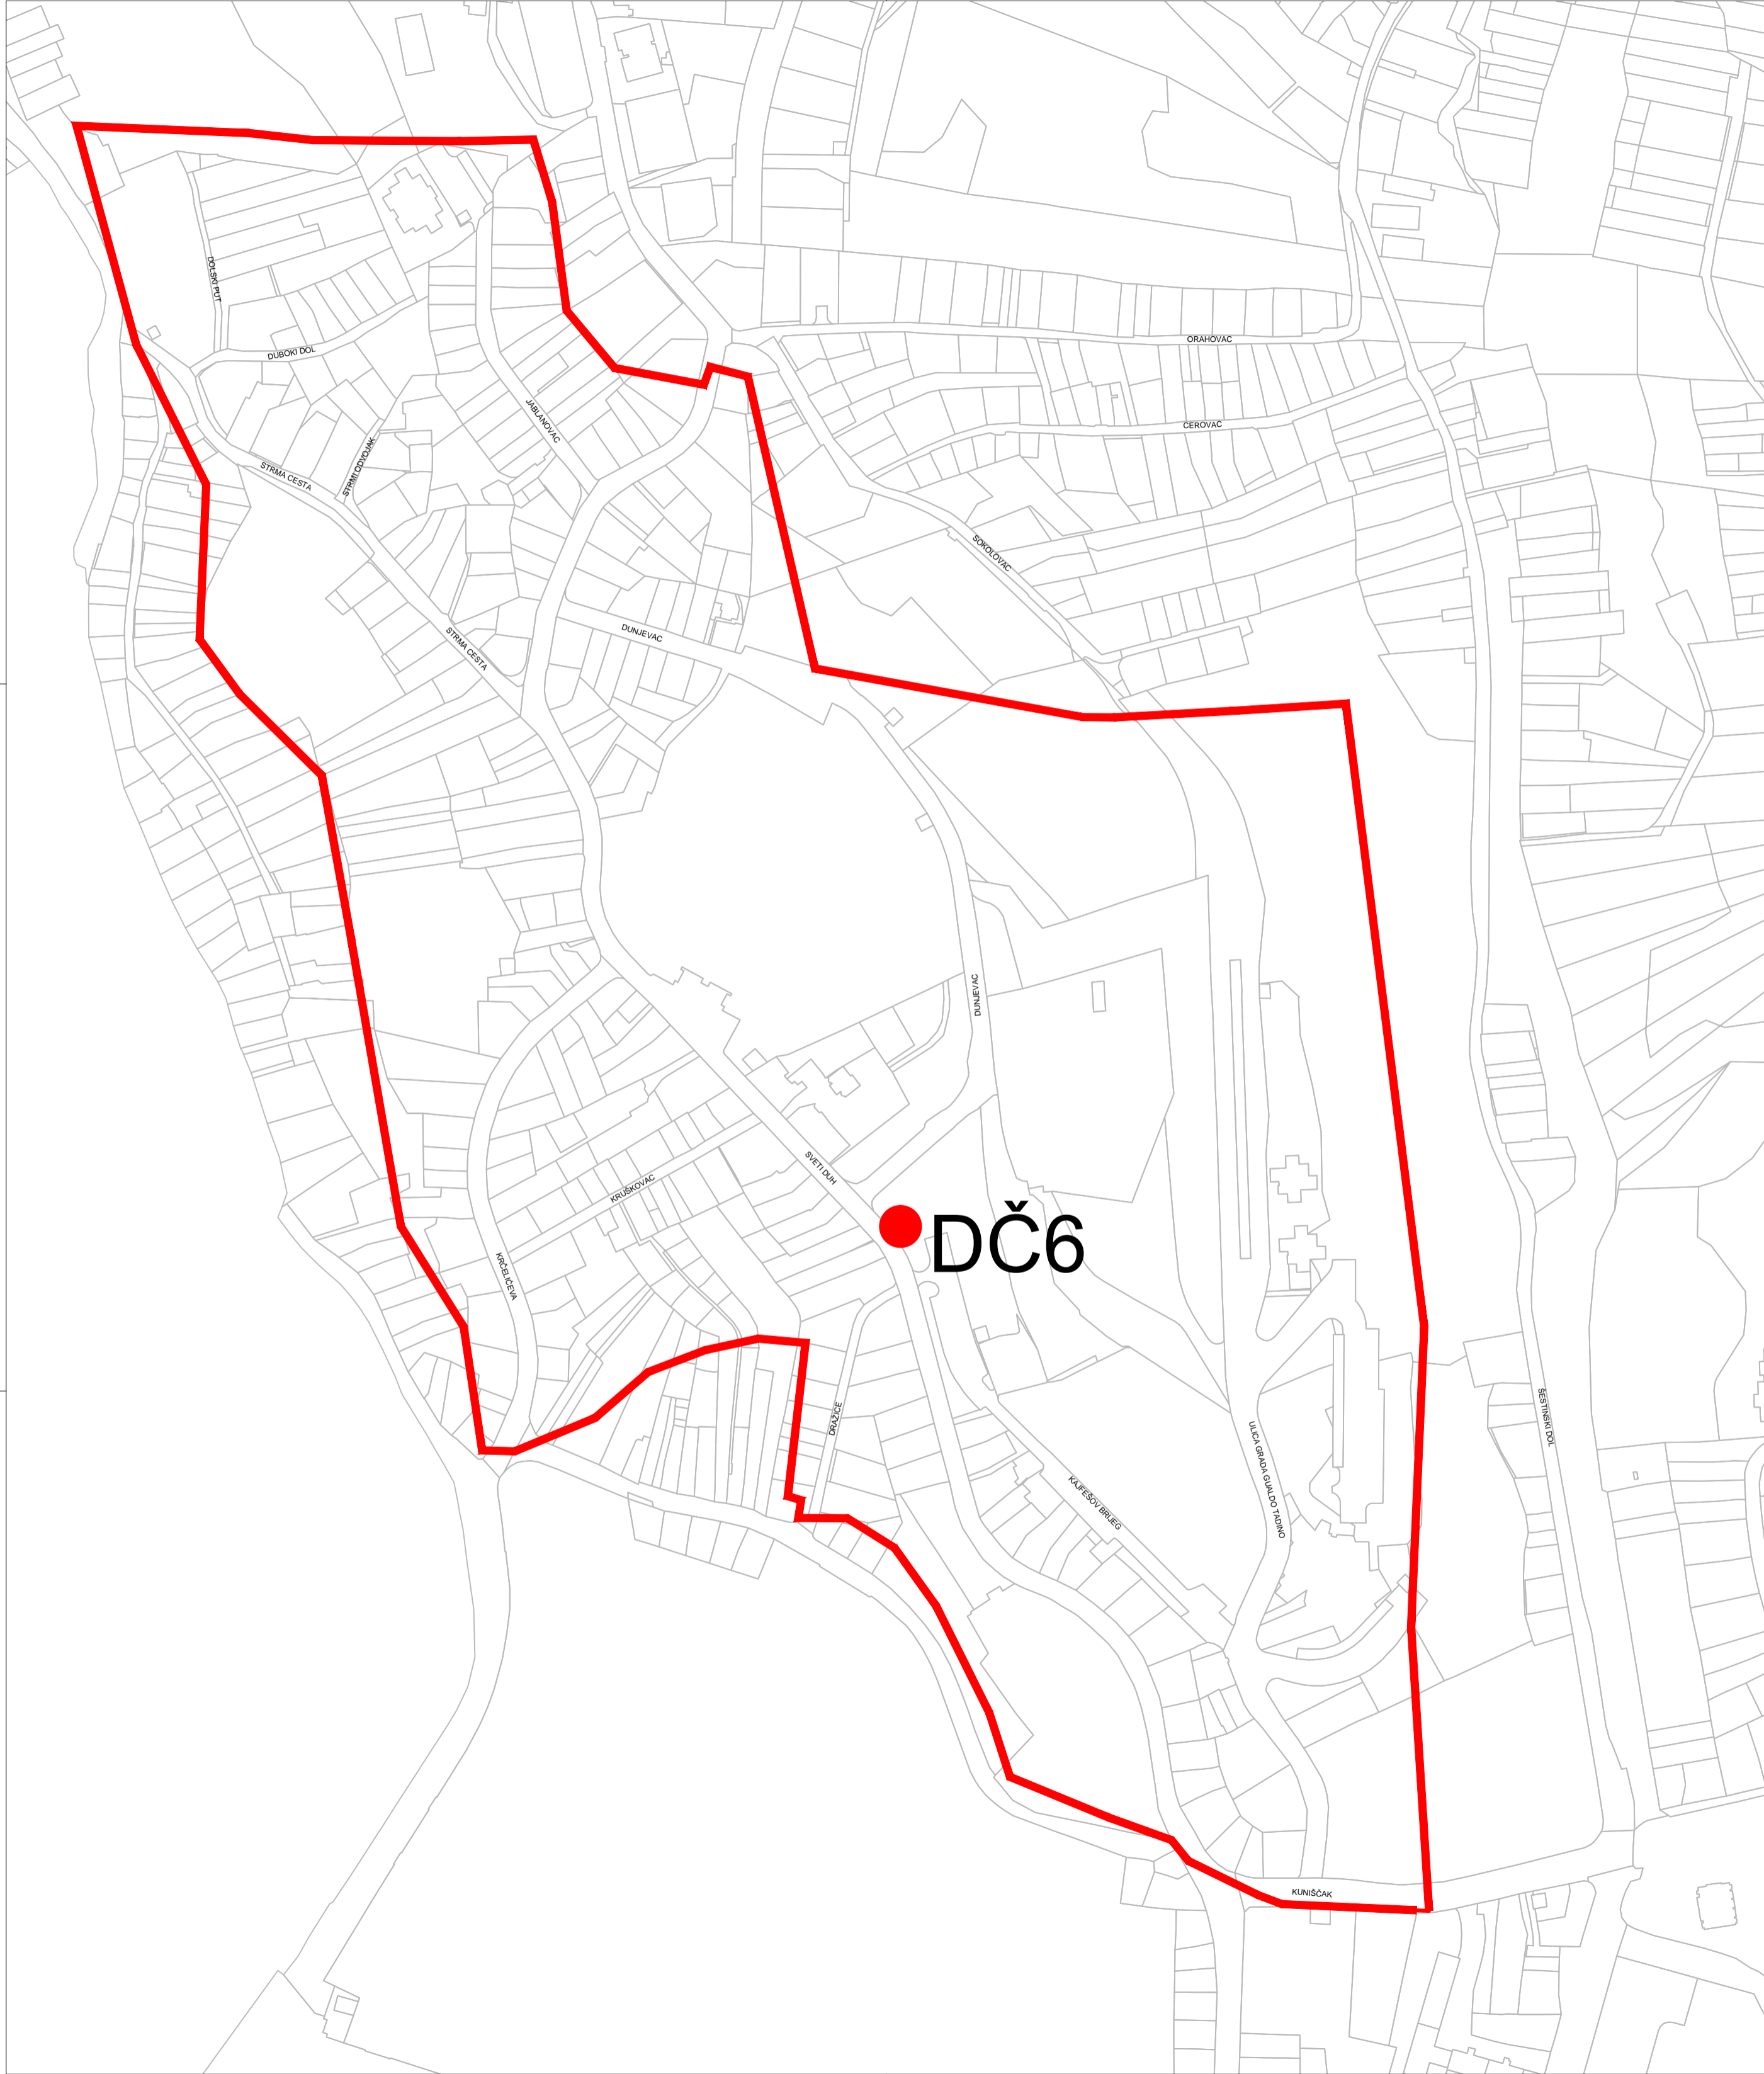 DOLSKI PUT
ORAHOVAC
DUBOKI DOL
JABLANOVAC
CEROVAC
STRMI ODVOJAK
STRMA CESTA
SOKOLOVAC
DUNJEVAC
STRMA CESTA
DUNJEVAC
SVETI DUH
KRUŠKOVAC
DČ6
KRČELIĆEVA
DRAŽICE
ŠESTINSKI DOL
ULICA GRADA GUALDO TADINO
KAJFEŠOV BRIJEG
KUNIŠČAK